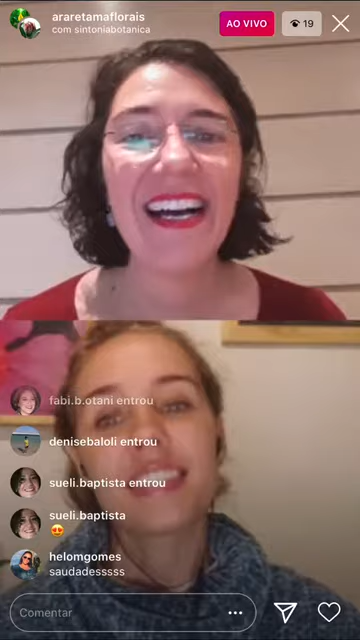 araretamaflorais
com sintoniabotanica
AO VIVO
19
fabi.b.otani entrou
denisebaloli entrou
sueli.baptista entrou
sueli.baptista
😍
helomgomes
saudadesssss
Comentar